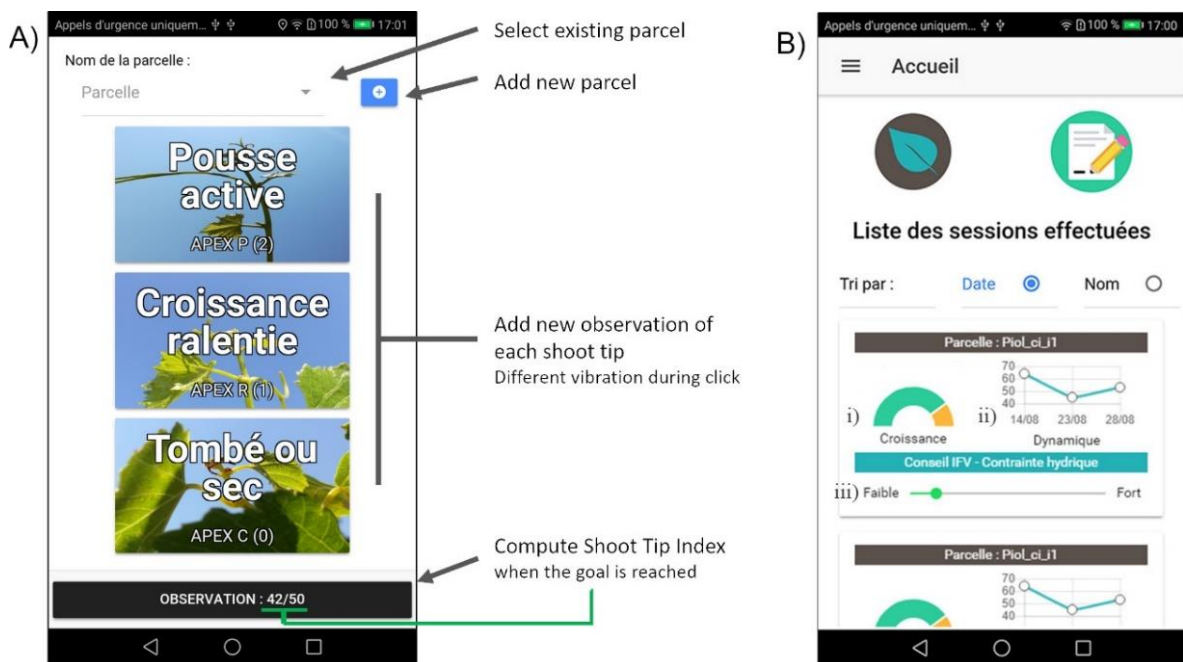 A)
Appels d'urgence uniquem... 100 % 17:01
Nom de la parcelle :
Parcelle
Pousse
active
APEX P (2)
Croissance
ralentie
APEX R (1)
Tombé ou
sec
APEX C (0)
OBSERVATION : 42/50
Select existing parcel
Add new parcel
Add new observation of
each shoot tip
Different vibration during click
Compute Shoot Tip Index
when the goal is reached
B)
Appels d'urgence uniquem... 100 % 17:00
Accueil
Liste des sessions effectuées
Tri par : Date Nom
Parcelle : Piol_ci_i1
i)
Croissance
ii)
70
60
50
40
14/08 23/08 28/08
Dynamique
Conseil IFV - Contrainte hydrique
iii) Faible Fort
Parcelle : Piol_ci_i1
70
60
50